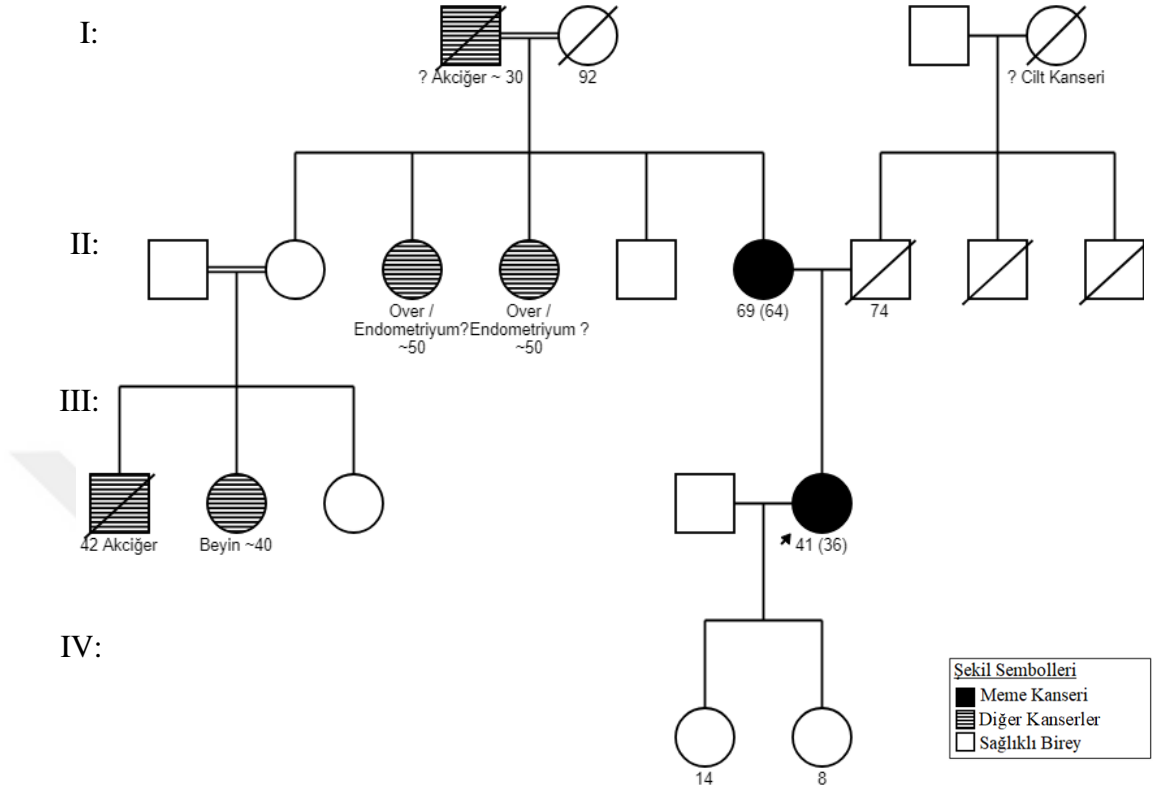 I:
? Akciğer ~ 30
92
? Cilt Kanseri
II:
Over /
Endometriyum?
~50
Over /
Endometriyum ?
~50
69 (64)
74
III:
42 Akciğer
Beyin ~40
41 (36)
IV:
14
8
Şekil Sembolleri
Meme Kanseri
Diğer Kanserler
Sağlıklı Birey